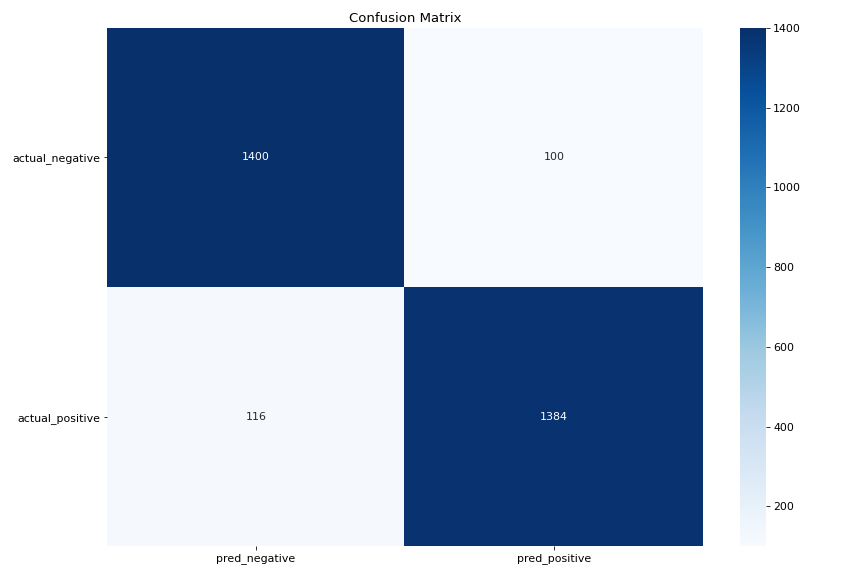 Confusion Matrix
actual_negative
1400
100
actual_positive
116
1384
pred_negative
pred_positive
1400
1200
1000
800
600
400
200